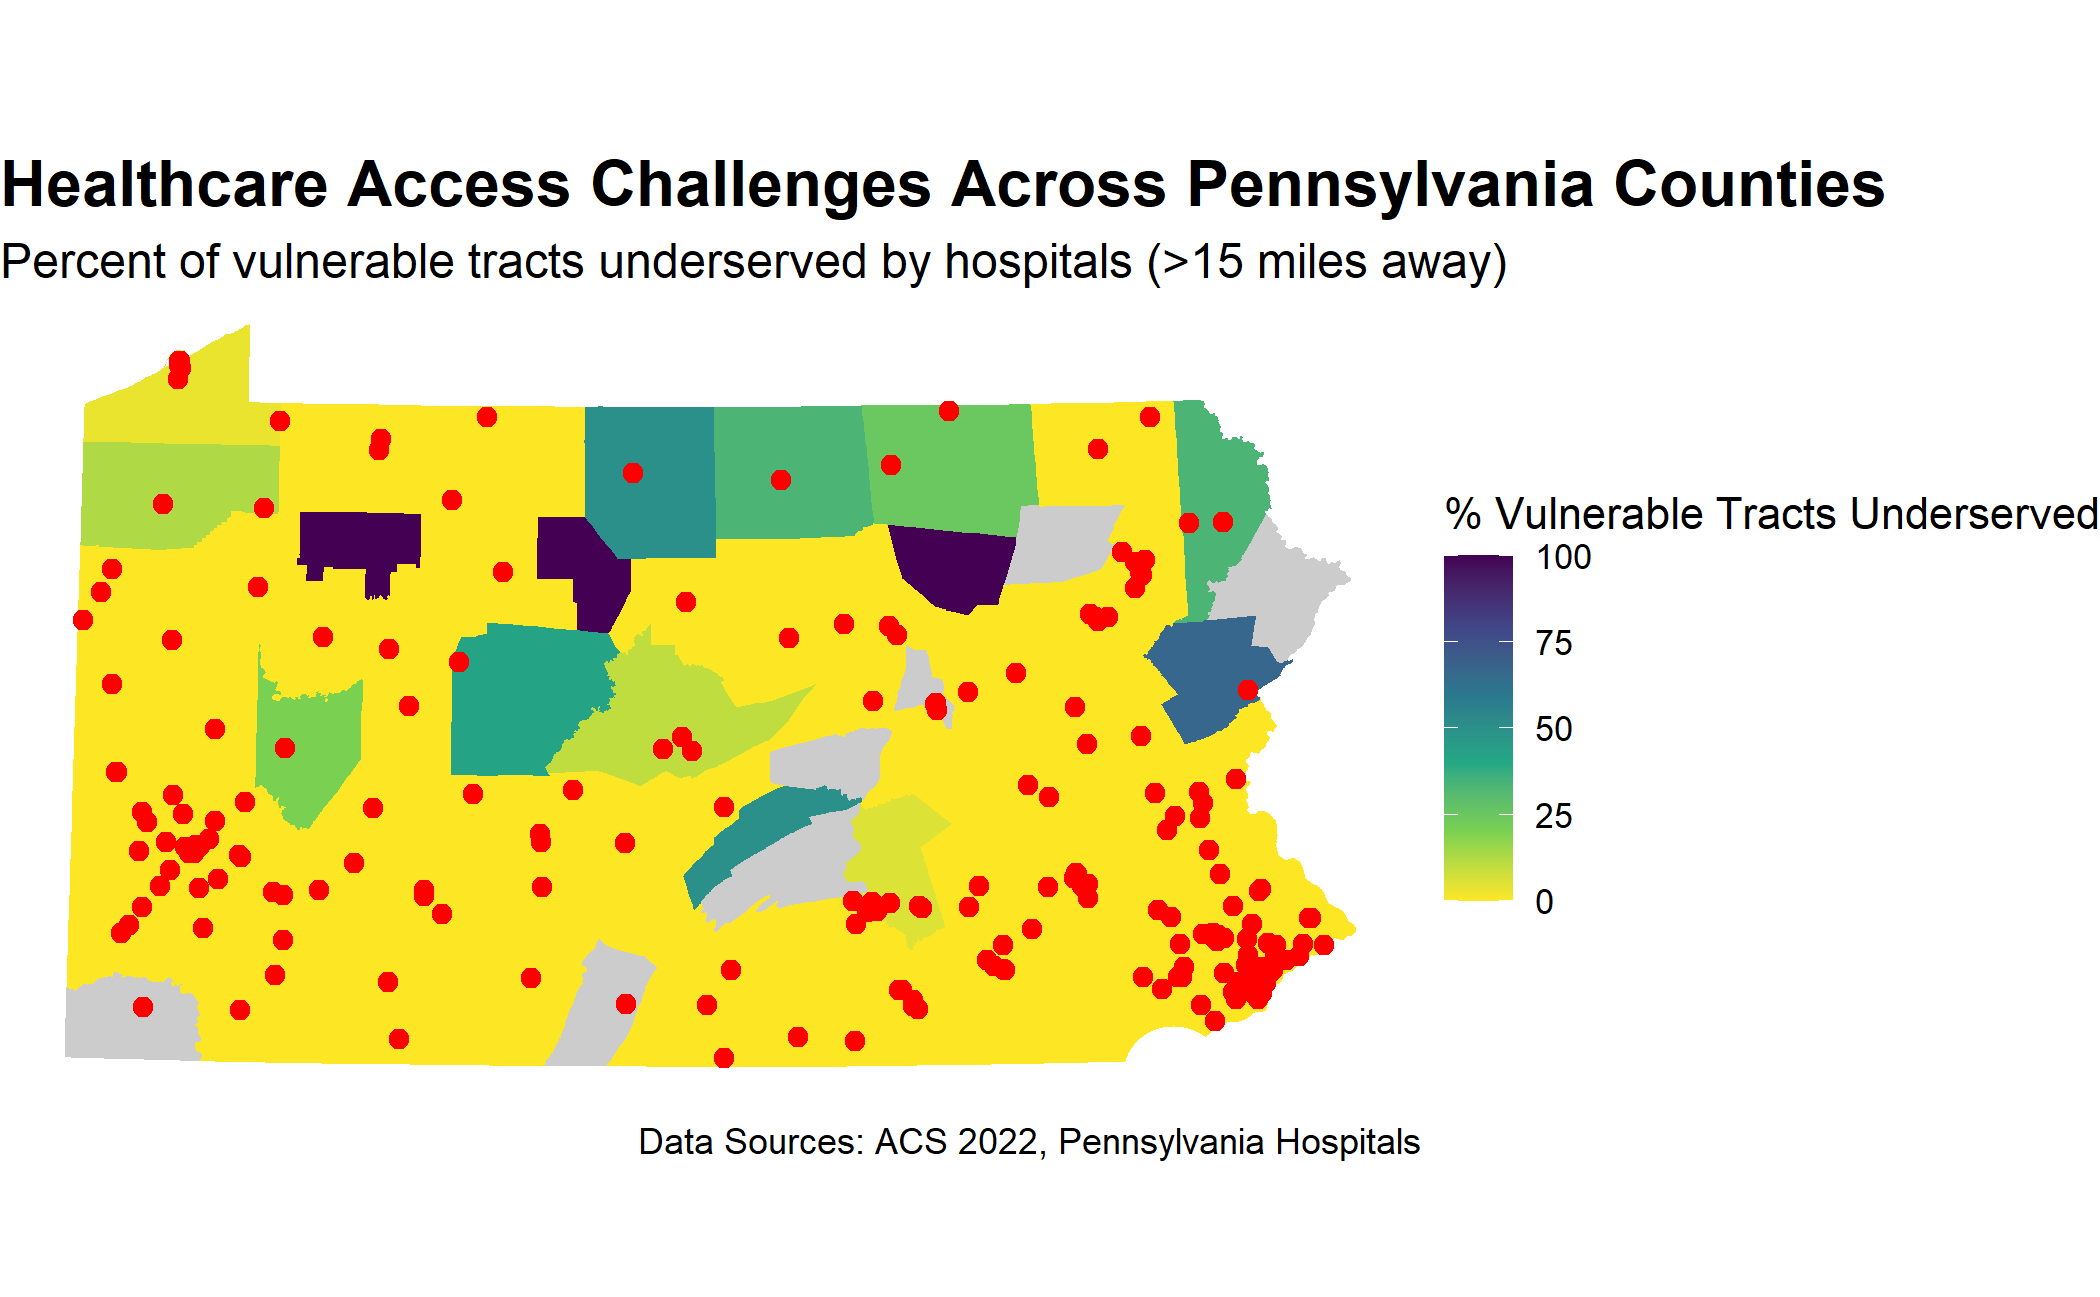 Healthcare Access Challenges Across Pennsylvania Counties
Percent of vulnerable tracts underserved by hospitals (>15 miles away)
% Vulnerable Tracts Underserved
100
75
50
25
0
Data Sources: ACS 2022, Pennsylvania Hospitals